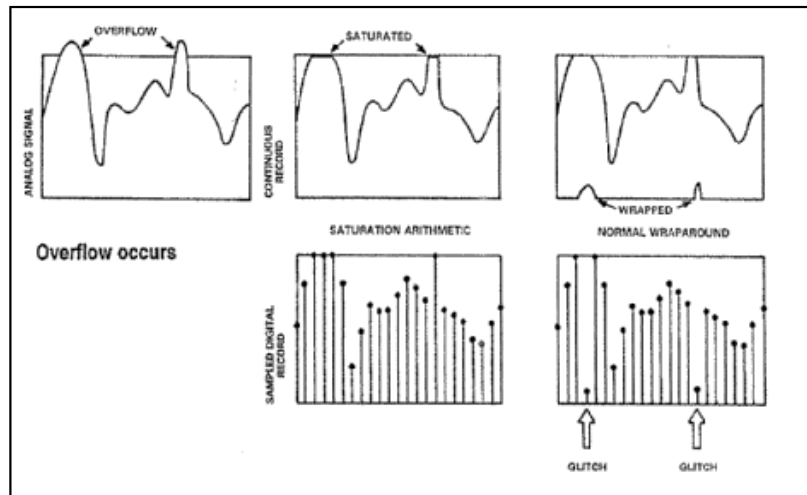 OVERFLOW
ANALOG SIGNAL
SATURATED
CONTINUOUS
RECORD
WRAPPED
Overflow occurs
SATURATION ARITHMETIC
NORMAL WRAPAROUND
SAMPLED DIGITAL
RECORD
GLITCH
GLITCH